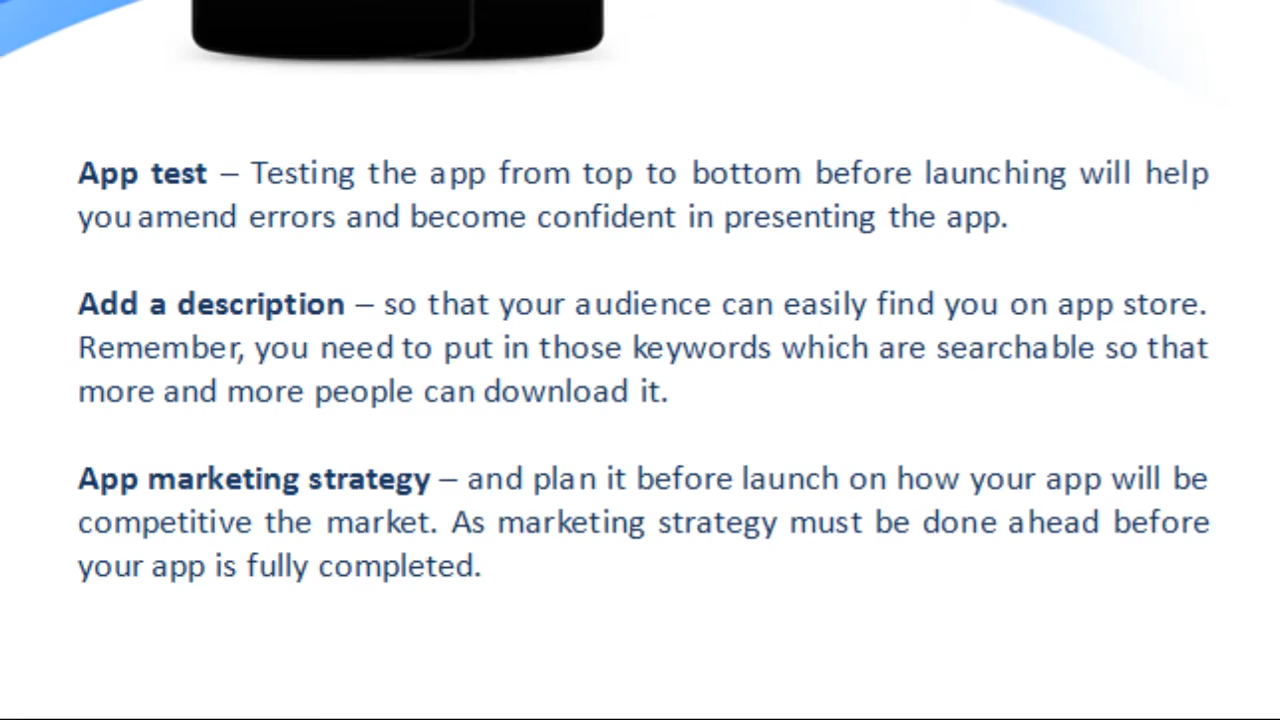 App test – Testing the app from top to bottom before launching will help
you amend errors and become confident in presenting the app.
Add a description – so that your audience can easily find you on app store.
Remember, you need to put in those keywords which are searchable so that
more and more people can download it.
App marketing strategy – and plan it before launch on how your app will be
competitive the market. As marketing strategy must be done ahead before
your app is fully completed.